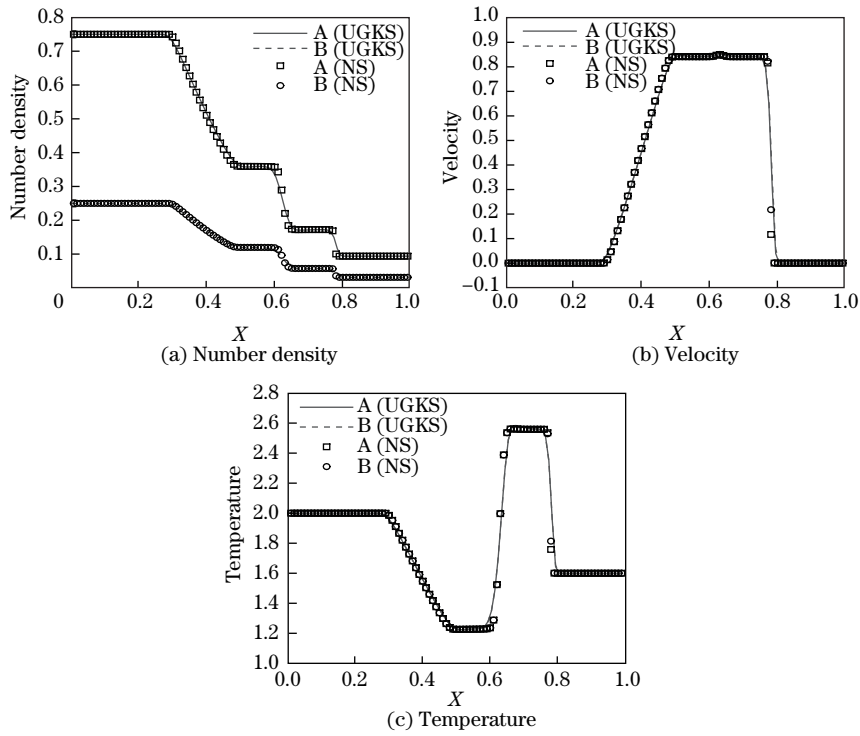 A (UGKS)
B (UGKS)
A (NS)
B (NS)
Number density
0.8
0.7
0.6
0.5
0.4
0.3
0.2
0.1
0 0.2 0.4 0.6 0.8 1.0
X
(a) Number density
A (UGKS)
B (UGKS)
A (NS)
B (NS)
Velocity
1.0
0.9
0.8
0.7
0.6
0.5
0.4
0.3
0.2
0.1
0.0
−0.1
0.0 0.2 0.4 0.6 0.8 1.0
X
(b) Velocity
A (UGKS)
B (UGKS)
A (NS)
B (NS)
Temperature
2.8
2.6
2.4
2.2
2.0
1.8
1.6
1.4
1.2
1.0
0.0 0.2 0.4 0.6 0.8 1.0
X
(c) Temperature